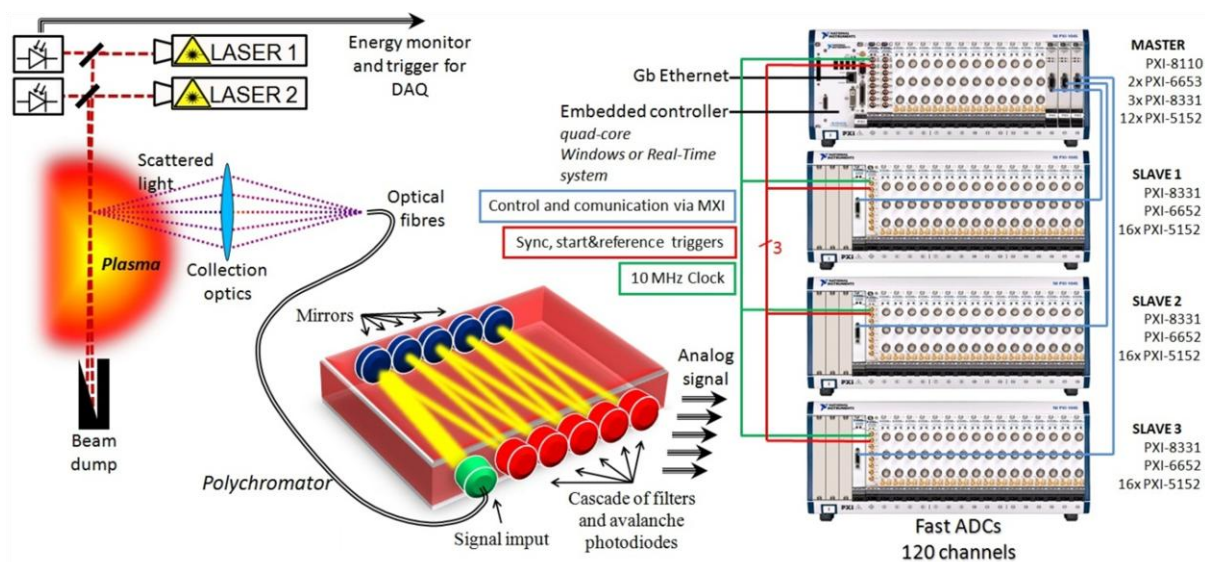 LASER 1
LASER 2
Energy monitor
and trigger for
DAQ
Scattered
light
Optical
fibres
Plasma
Collection
optics
Beam
dump
Mirrors
Analog
signal
Polychromator
Signal imput
Cascade of filters
and avalanche
photodiodes
Gb Ethernet
Embedded controller
quad-core
Windows or Real-Time
system
Control and comunication via MXI
Sync, start&reference triggers
3
10 MHz Clock
MASTER
PXI-8110
2x PXI-6653
3x PXI-8331
12x PXI-5152
SLAVE 1
PXI-8331
PXI-6652
16x PXI-5152
SLAVE 2
PXI-8331
PXI-6652
16x PXI-5152
SLAVE 3
PXI-8331
PXI-6652
16x PXI-5152
Fast ADCs
120 channels